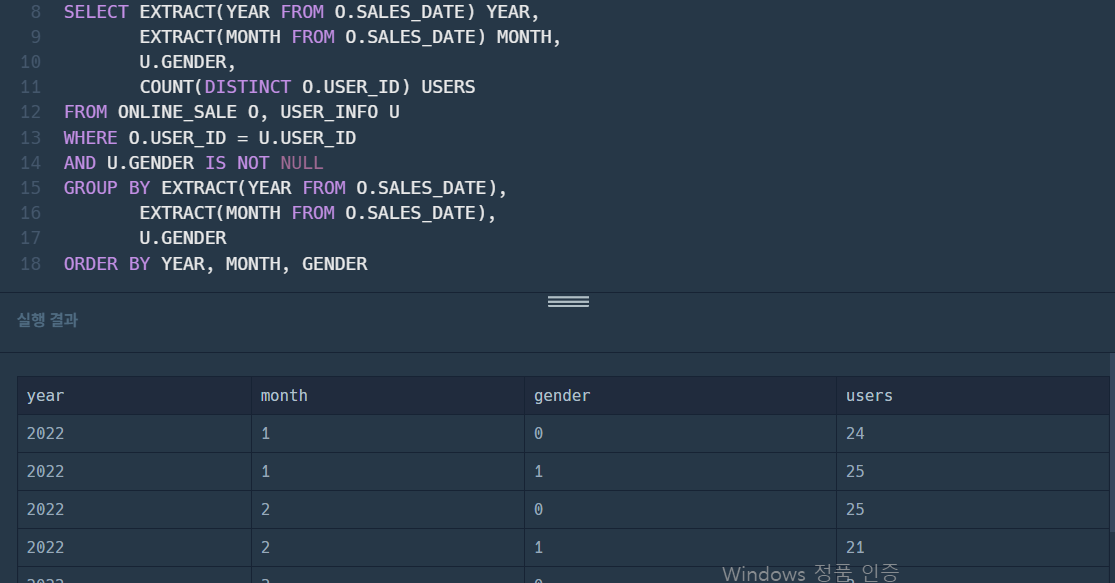 8 SELECT EXTRACT(YEAR FROM O.SALES_DATE) YEAR,
9 EXTRACT(MONTH FROM O.SALES_DATE) MONTH,
10 U.GENDER,
11 COUNT(DISTINCT O.USER_ID) USERS
12 FROM ONLINE_SALE O, USER_INFO U
13 WHERE O.USER_ID = U.USER_ID
14 AND U.GENDER IS NOT NULL
15 GROUP BY EXTRACT(YEAR FROM O.SALES_DATE),
16 EXTRACT(MONTH FROM O.SALES_DATE),
17 U.GENDER
18 ORDER BY YEAR, MONTH, GENDER
실행 결과
year month gender users
2022 1 0 24
2022 1 1 25
2022 2 0 25
2022 2 1 21
Windows 정품 인증